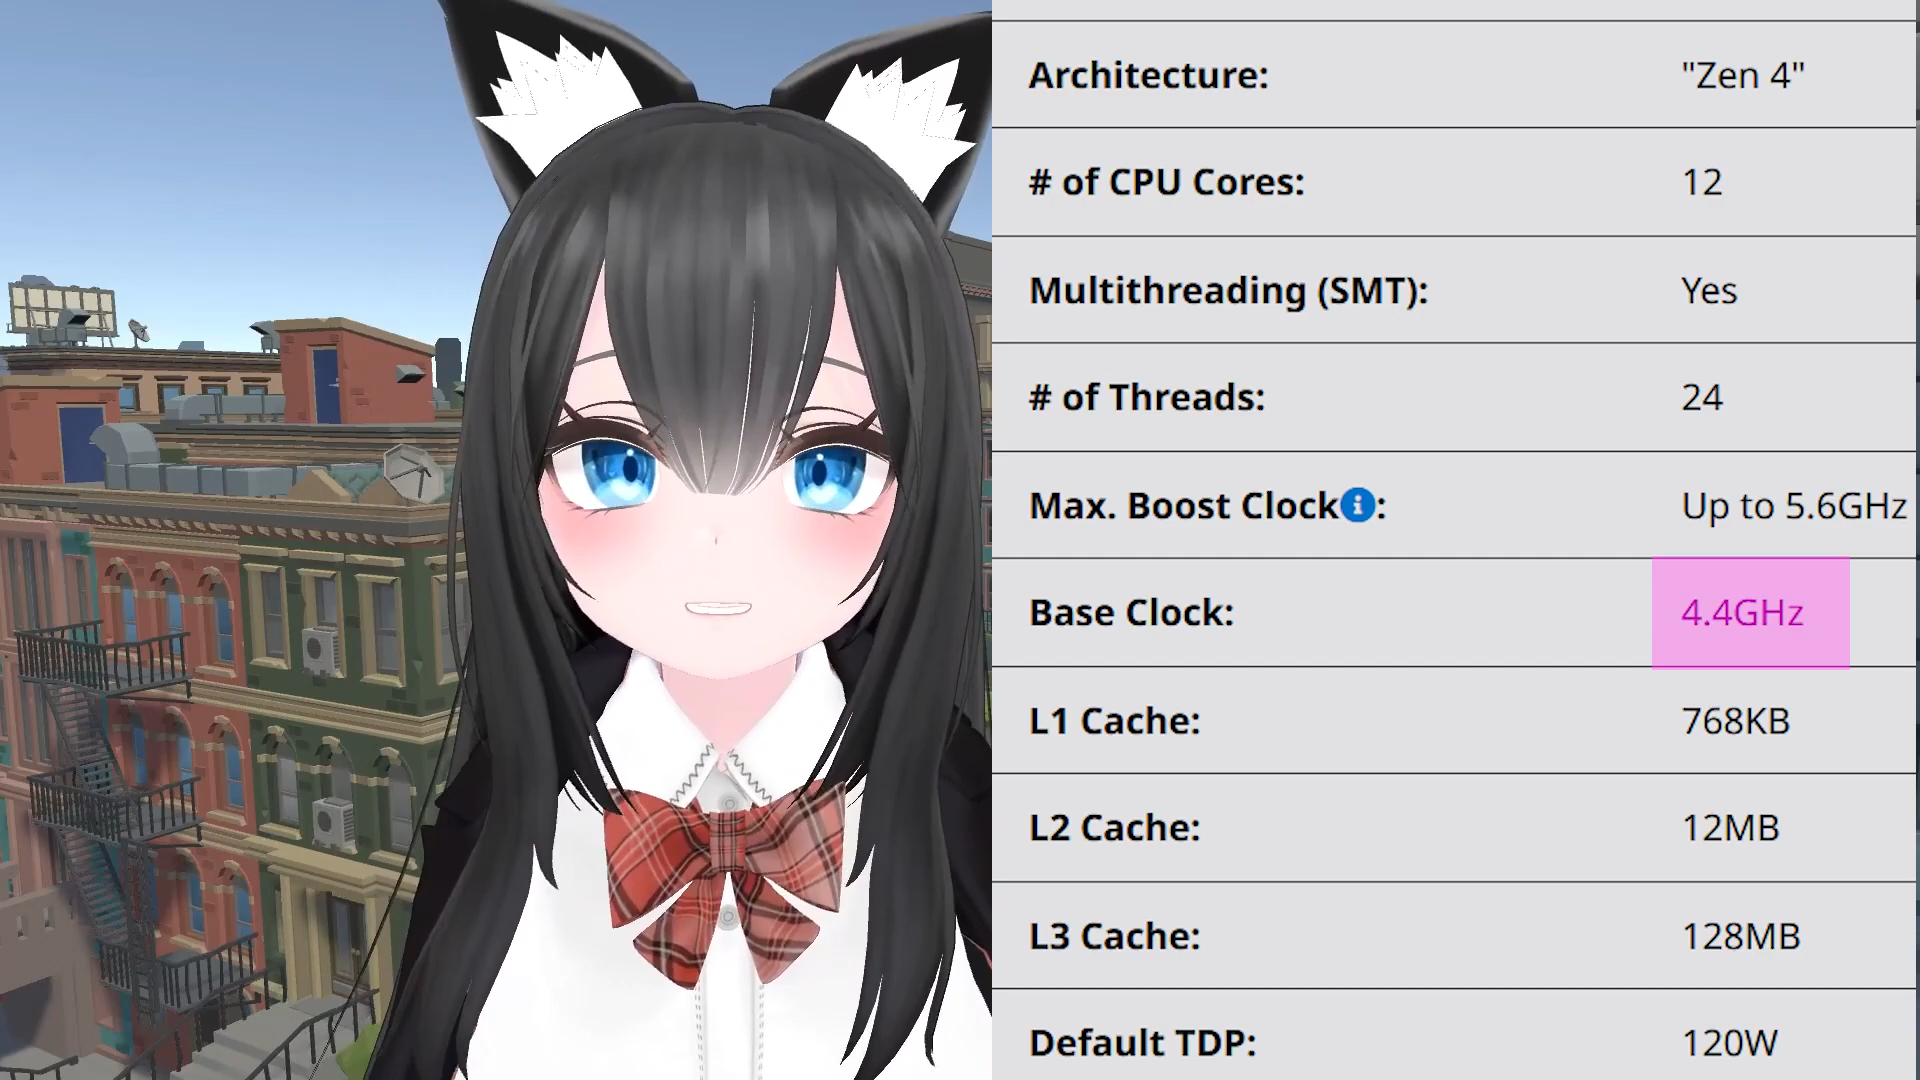 Architecture: "Zen 4"
# of CPU Cores: 12
Multithreading (SMT): Yes
# of Threads: 24
Max. Boost Clock i : Up to 5.6GHz
Base Clock: 4.4GHz
L1 Cache: 768KB
L2 Cache: 12MB
L3 Cache: 128MB
Default TDP: 120W